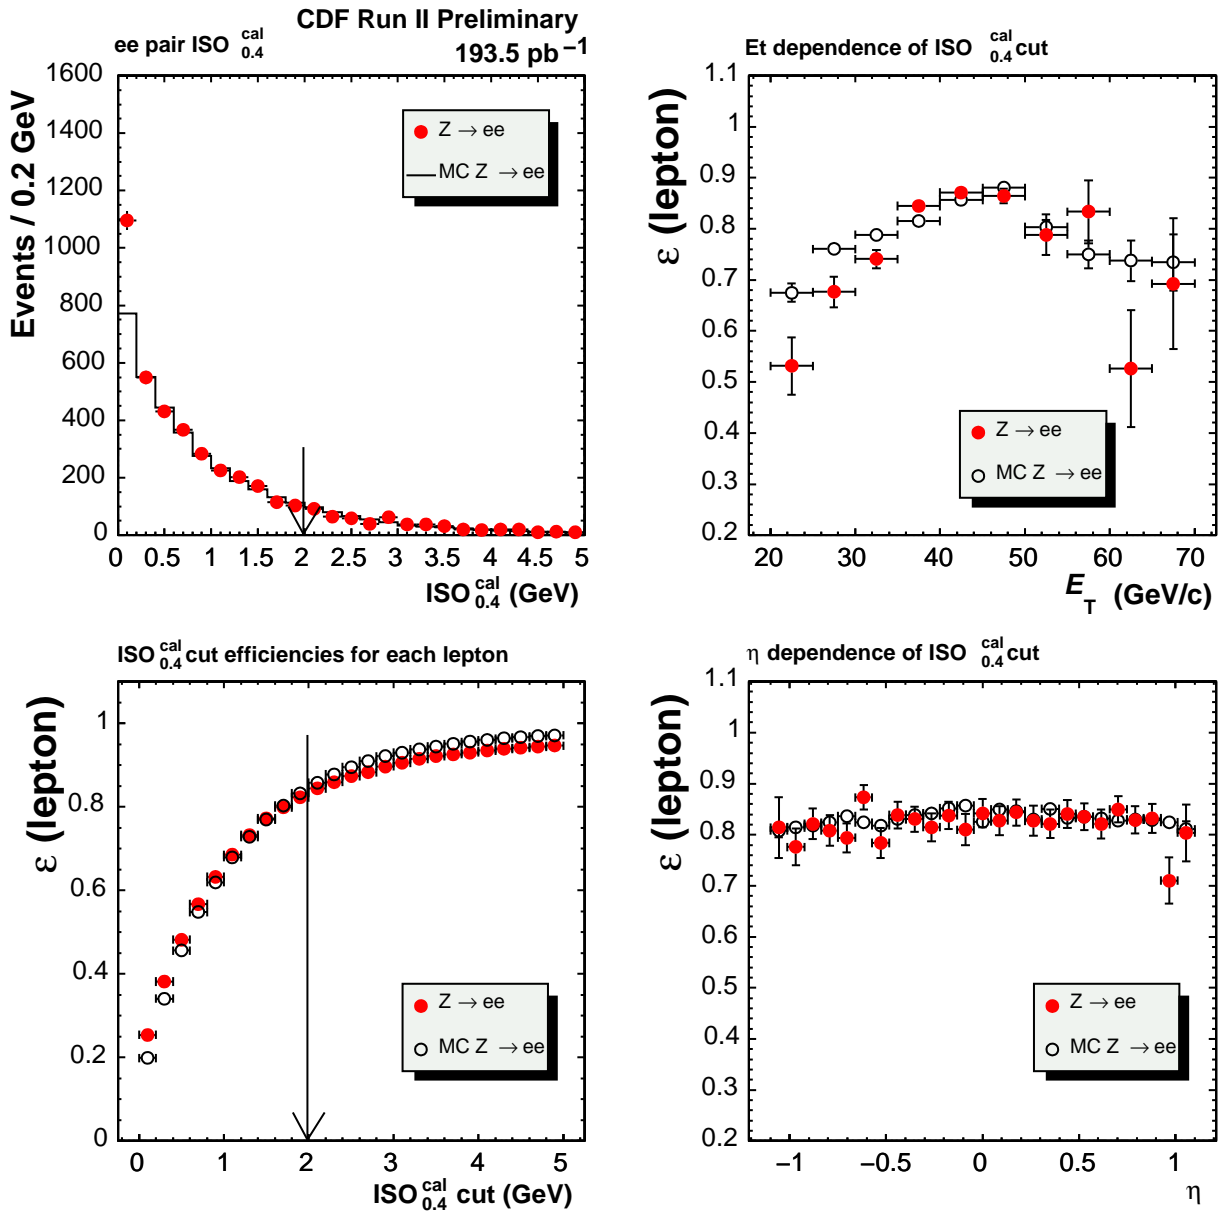 CDF Run II Preliminary
193.5 pb−1
ee pair ISO cal 0.4
1600
1400
1200
1000
800
600
400
200
0
Events / 0.2 GeV
Z → ee
MC Z → ee
0 0.5 1 1.5 2 2.5 3 3.5 4 4.5 5
ISO cal 0.4 (GeV)
Et dependence of ISO cal 0.4 cut
1.1
1
0.9
0.8
0.7
0.6
0.5
0.4
0.3
0.2
ε (lepton)
Z → ee
MC Z → ee
20 30 40 50 60 70
E T (GeV/c)
ISO cal 0.4 cut efficiencies for each lepton
1
0.8
0.6
0.4
0.2
0
ε (lepton)
Z → ee
MC Z → ee
0 1 2 3 4 5
ISO cal 0.4 cut (GeV)
η dependence of ISO cal 0.4 cut
1.1
1
0.9
0.8
0.7
0.6
0.5
0.4
0.3
0.2
ε (lepton)
Z → ee
MC Z → ee
−1 −0.5 0 0.5 1
η